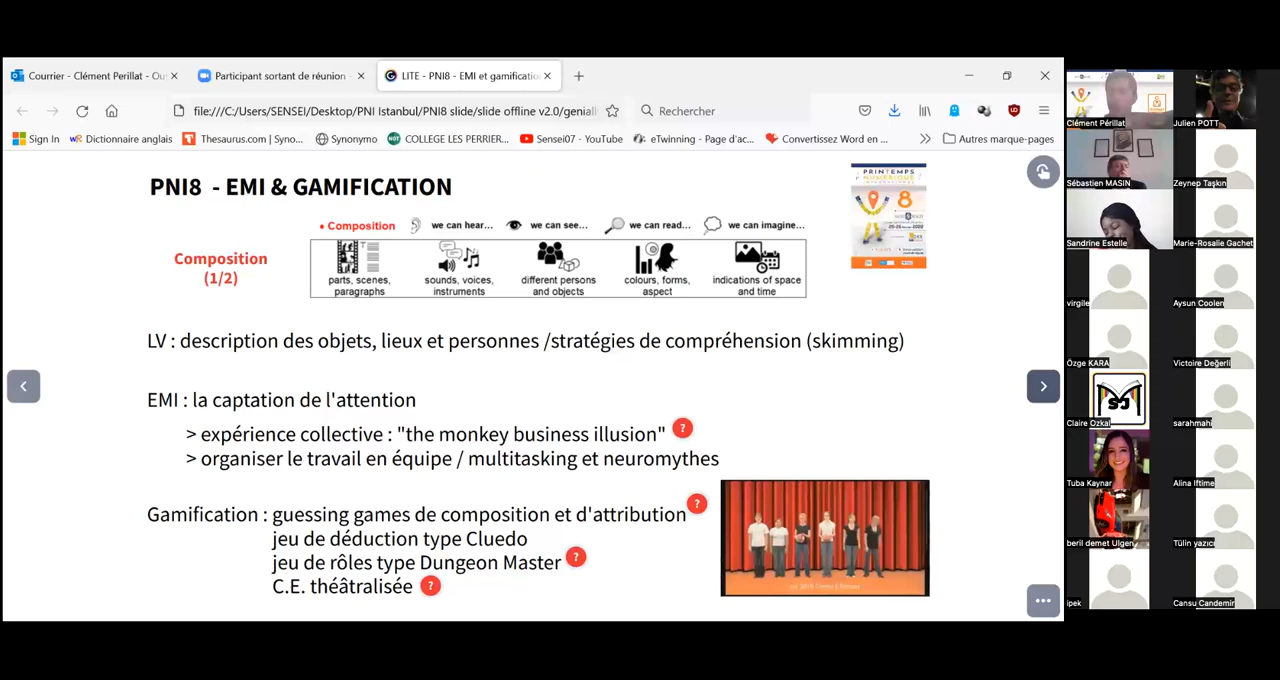 Courrier - Clément Perillat - Ou
Participant sortant de réunion -
LITE - PNI8 - EMI et gamificatio
file:///C:/Users/SENSEI/Desktop/PNI Istanbul/PNI8 slide/slide offline v2.0/genial
Rechercher
Sign In
Dictionnaire anglais
Thesaurus.com | Syno...
Synonymo
COLLEGE LES PERRIER...
Sensei07 - YouTube
eTwinning - Page d'ac...
Convertissez Word en ...
Autres marque-pages
PNI8 - EMI & GAMIFICATION
• Composition
we can hear...
we can see...
we can read...
we can imagine...
Composition
(1/2)
parts, scenes,
paragraphs
sounds, voices,
instruments
different persons
and objects
colours, forms,
aspect
indications of space
and time
PRINTEMPS
NUMERIQUE
8
LV : description des objets, lieux et personnes /stratégies de compréhension (skimming)
EMI : la captation de l'attention
> expérience collective : "the monkey business illusion" ?
> organiser le travail en équipe / multitasking et neuromythes
Gamification : guessing games de composition et d'attribution ?
jeu de déduction type Cluedo
jeu de rôles type Dungeon Master ?
C.E. théâtralisée ?
Clément Périllat
Julien POTT
Sébastien MASIN
Zeynep Taşkın
Sandrine Estelle
Marie-Rosalie Gachet
virgile
Aysun Coolen
Özge KARA
Victoire Değerli
SJ
Claire Ozkal
sarahmahi
Tuba Kaynar
Alina Iftime
beril demet Ulgen
Tülin yazıcı
ipek
Cansu Candemir